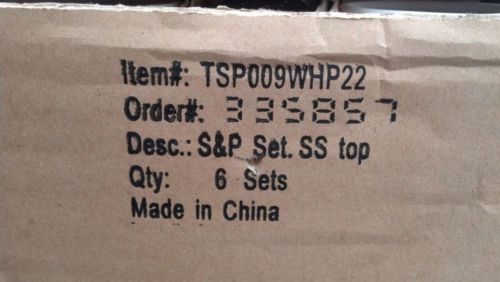 Item#: TSP009WHP22
Order#: 335857
Desc.: S&P Set. SS top
Qty: 6 Sets
Made in China